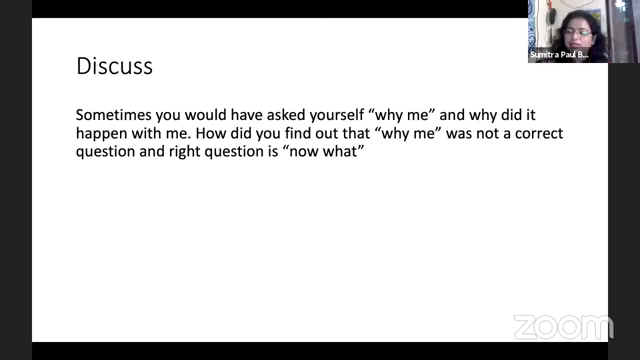 Sumitra Paul B...
Discuss
Sometimes you would have asked yourself “why me” and why did it
happen with me. How did you find out that “why me” was not a correct
question and right question is “now what”
zoom